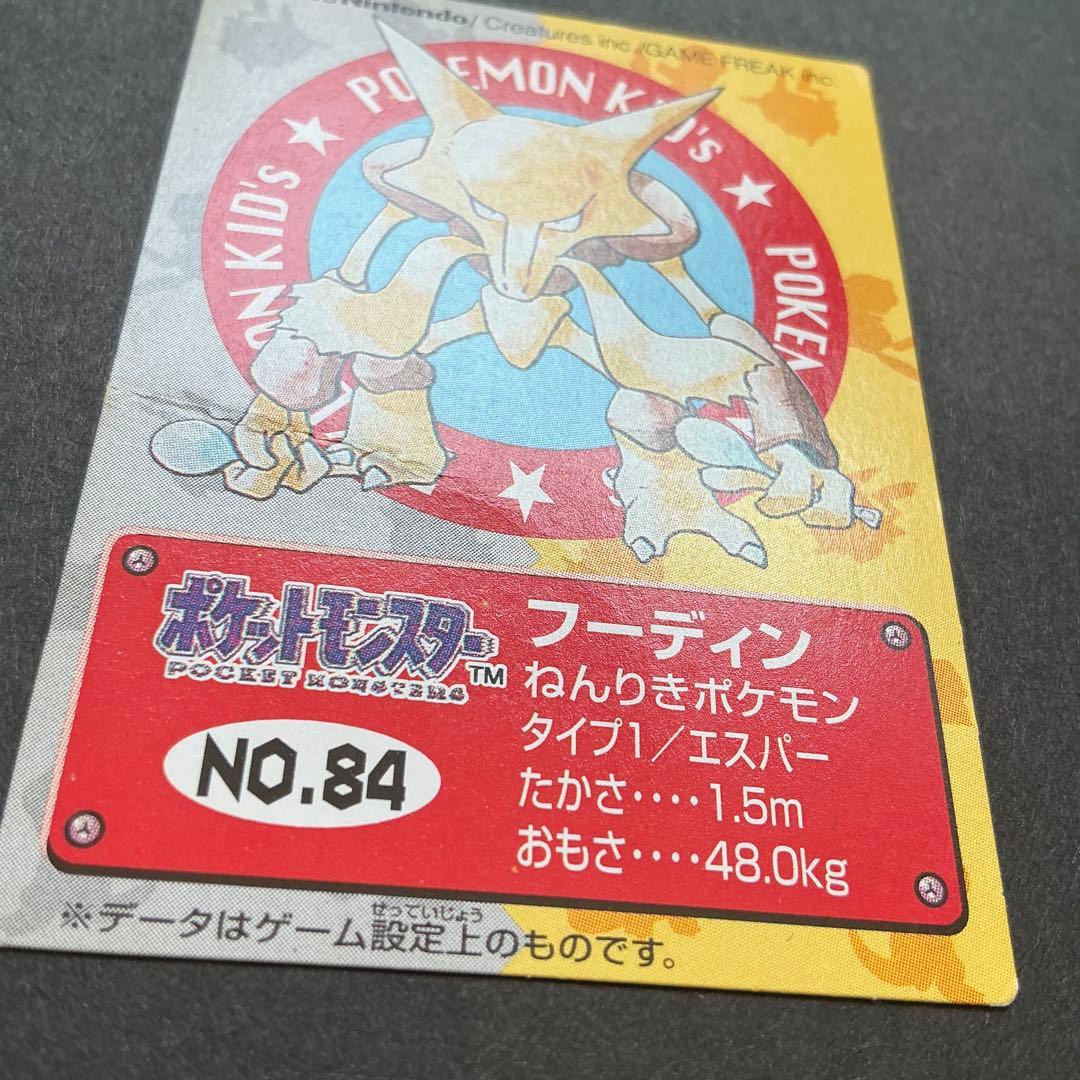 Nintendo/Creatures inc./GAME FREAK inc.
POKEMON KID's ★ POKEM
ON KID's ★
ポケットモンスター TM
POCKET MONSTERS
NO.84
フーディン
ねんりきポケモン
タイプ1/エスパー
たかさ‥‥1.5m
おもさ‥‥48.0kg
せっていじょう
※データはゲーム設定上のものです。